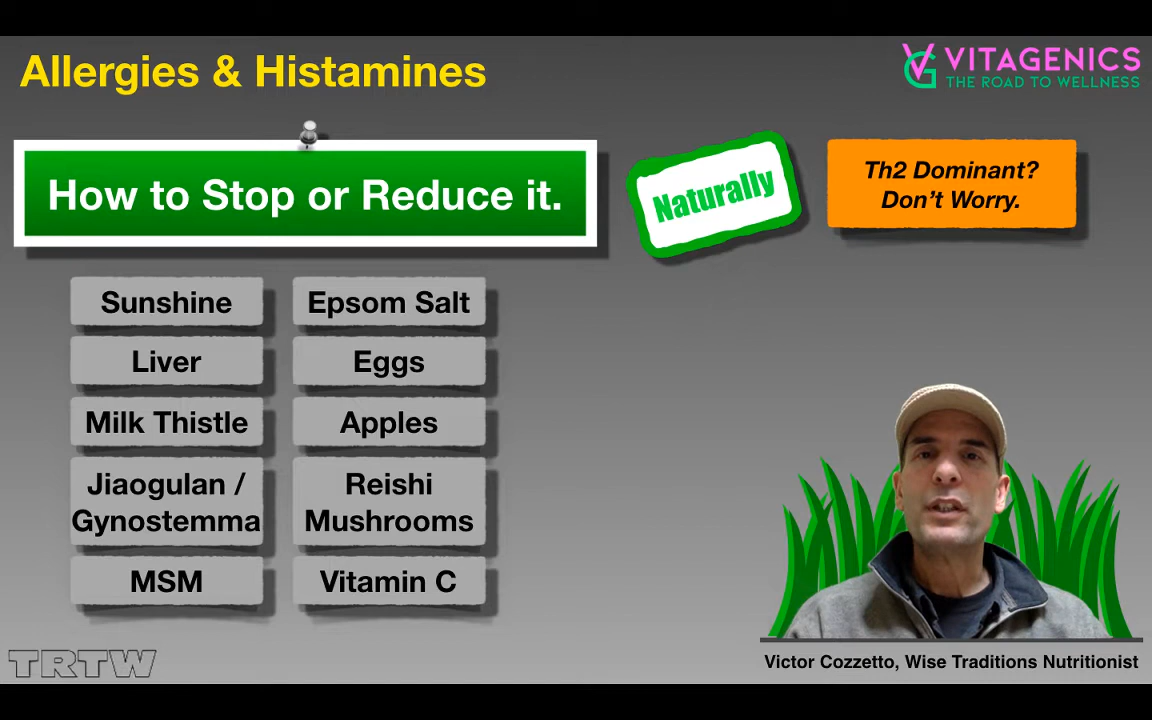 Allergies & Histamines
VITAGENICS
THE ROAD TO WELLNESS
How to Stop or Reduce it.
Naturally
Th2 Dominant?
Don't Worry.
Sunshine
Epsom Salt
Liver
Eggs
Milk Thistle
Apples
Jiaogulan /
Gynostemma
Reishi
Mushrooms
MSM
Vitamin C
TRTW
Victor Cozzetto, Wise Traditions Nutritionist